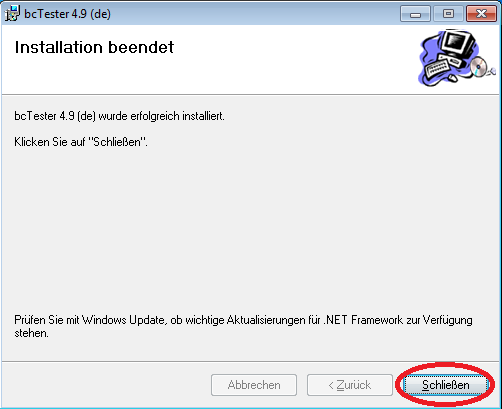 bcTester 4.9 (de)
Installation beendet
bcTester 4.9 (de) wurde erfolgreich installiert.
Klicken Sie auf "Schließen".
Prüfen Sie mit Windows Update, ob wichtige Aktualisierungen für .NET Framework zur Verfügung
stehen.
Abbrechen
< Zurück
Schließen